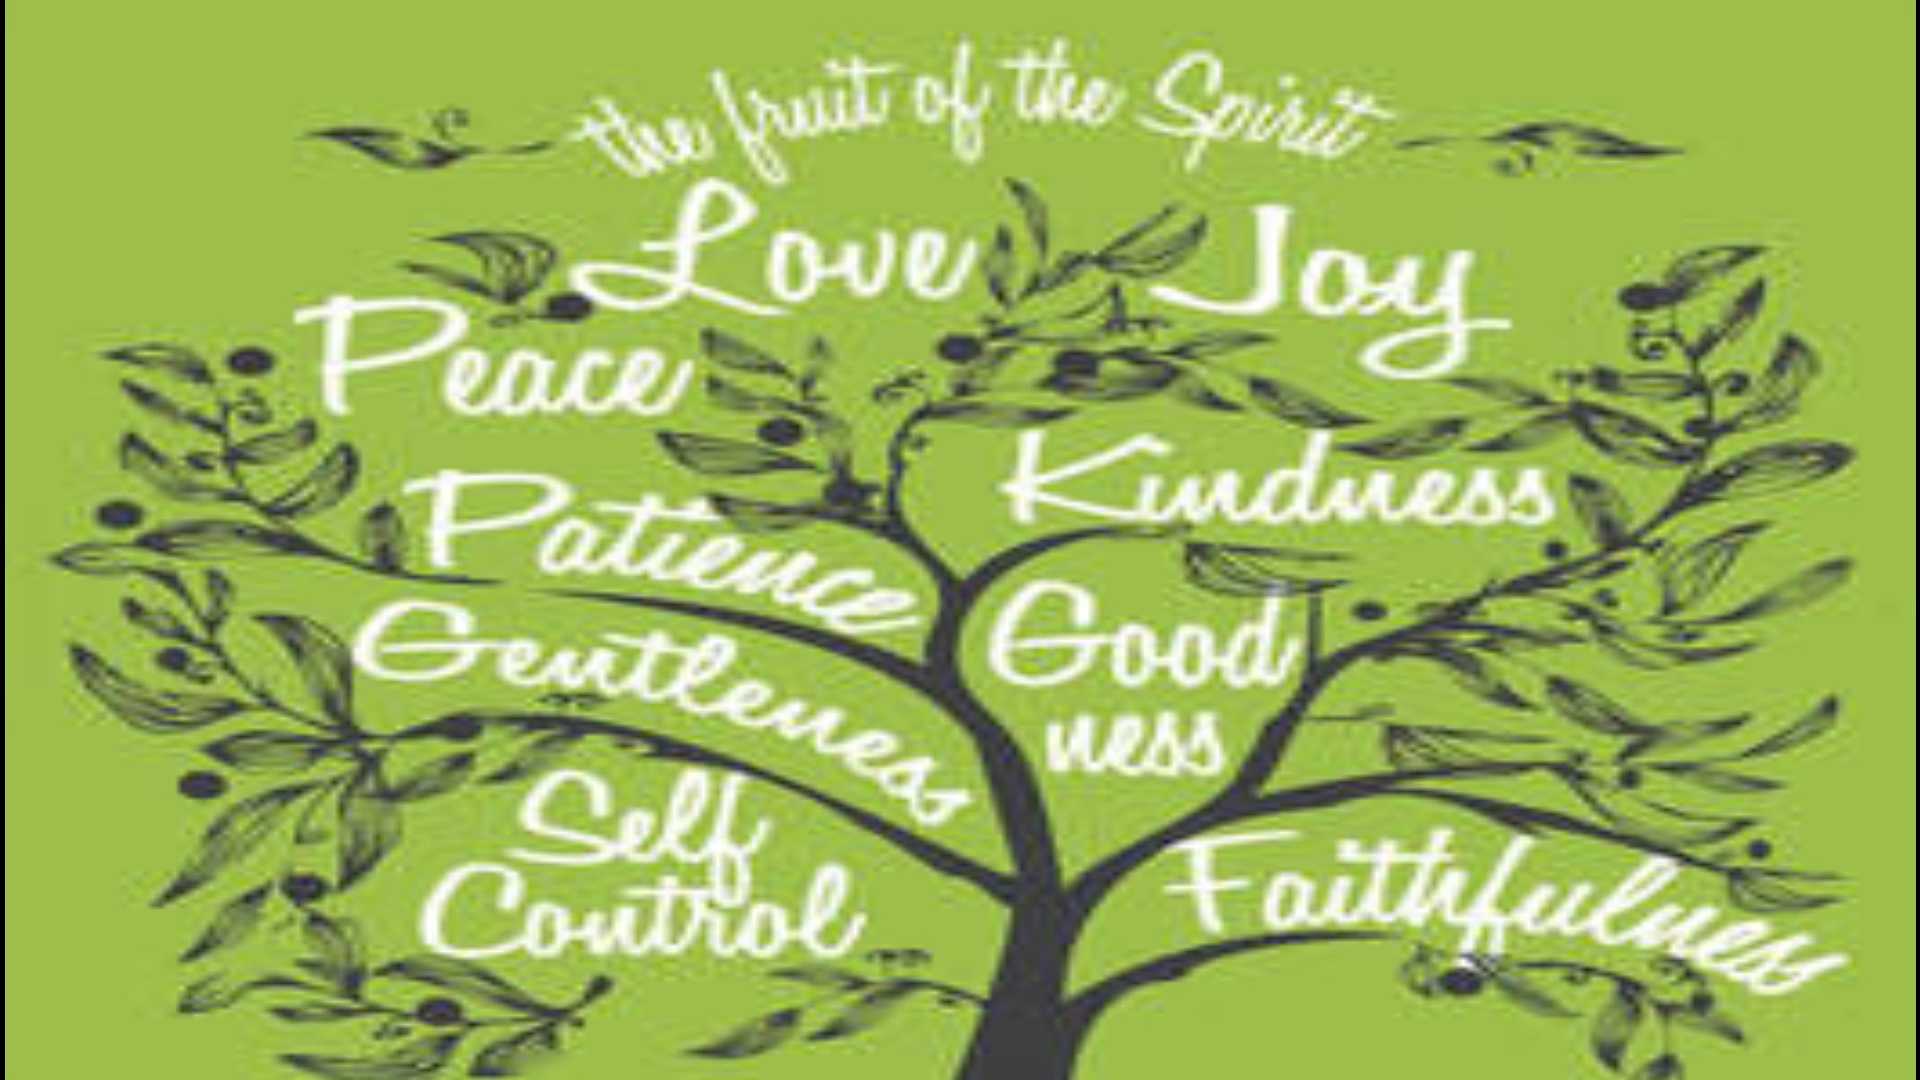 the fruit of the Spirit
Love
Joy
Peace
Kindness
Patience
Good
ness
Gentleness
Self
Control
Faithfulness